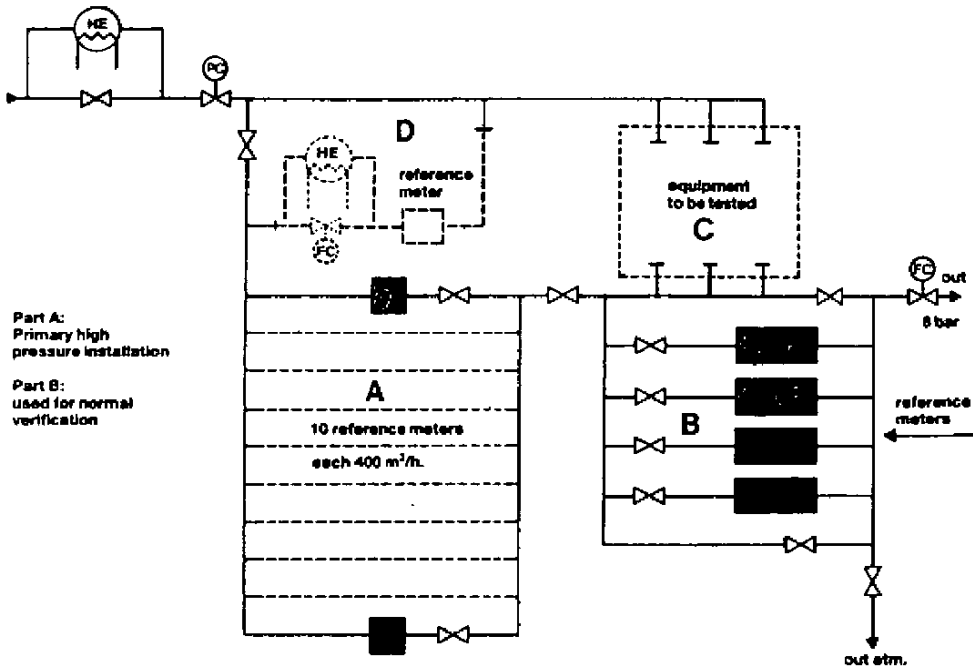 HE
PC
D
HE
reference
meter
FC
equipment
to be tested
C
FC
out
8 bar
Part A:
Primary high
pressure installation
Part B:
used for normal
verification
A
10 reference meters
each 400 m³/h.
B
reference
meters
out atm.